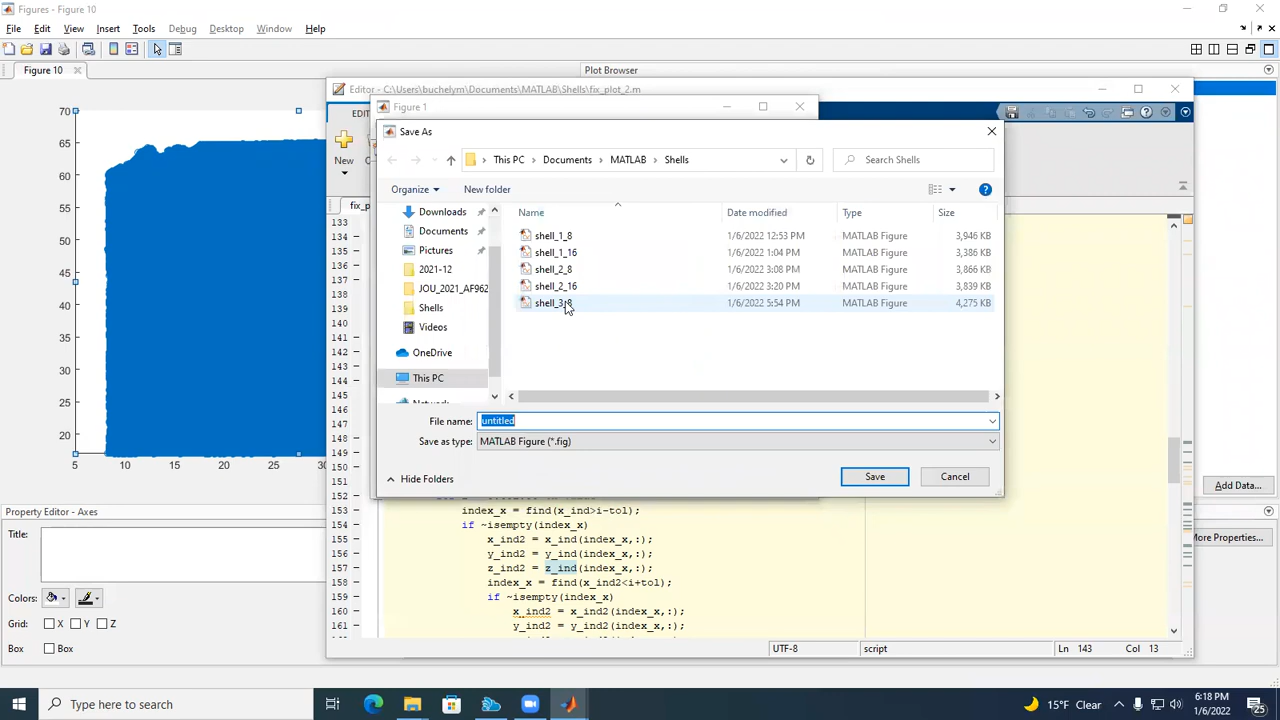 Figures - Figure 10
File Edit View Insert Tools Debug Desktop Window Help
Figure 10
Plot Browser
70
65
60
55
50
45
40
35
30
25
20
5 10 15 20 25 30
Add Data...
Property Editor - Axes
Title:
More Properties...
Colors:
Grid: X Y Z
Box Box
Editor - C:\Users\buchelym\Documents\MATLAB\Shells\fix_plot_2.m
EDIT
New
fix_p
Figure 1
Save As
This PC Documents MATLAB Shells
Search Shells
Organize New folder
Downloads
Documents
Pictures
2021-12
JOU_2021_AF962
Shells
Videos
OneDrive
This PC
Name Date modified Type Size
shell_1_8 1/6/2022 12:53 PM MATLAB Figure 3,946 KB
shell_1_16 1/6/2022 1:04 PM MATLAB Figure 3,386 KB
shell_2_8 1/6/2022 3:08 PM MATLAB Figure 3,866 KB
shell_2_16 1/6/2022 3:20 PM MATLAB Figure 3,839 KB
shell_3_8 1/6/2022 5:54 PM MATLAB Figure 4,275 KB
File name: untitled
Save as type: MATLAB Figure (*.fig)
Hide Folders
Save Cancel
133
134
135
136
137
138
139
140
141
142
143
144
145
146
147
148
149
150
151
152
153 index_x = find(x_ind>i-tol);
154 if ~isempty(index_x)
155 x_ind2 = x_ind(index_x,:);
156 y_ind2 = y_ind(index_x,:);
157 z_ind2 = z_ind(index_x,:);
158 index_x = find(x_ind2<i+tol);
159 if ~isempty(index_x)
160 x_ind2 = x_ind2(index_x,:);
161 y_ind2 = y_ind2(index_x,:);
UTF-8 script Ln 143 Col 13
Type here to search
15°F Clear
6:18 PM
1/6/2022
25